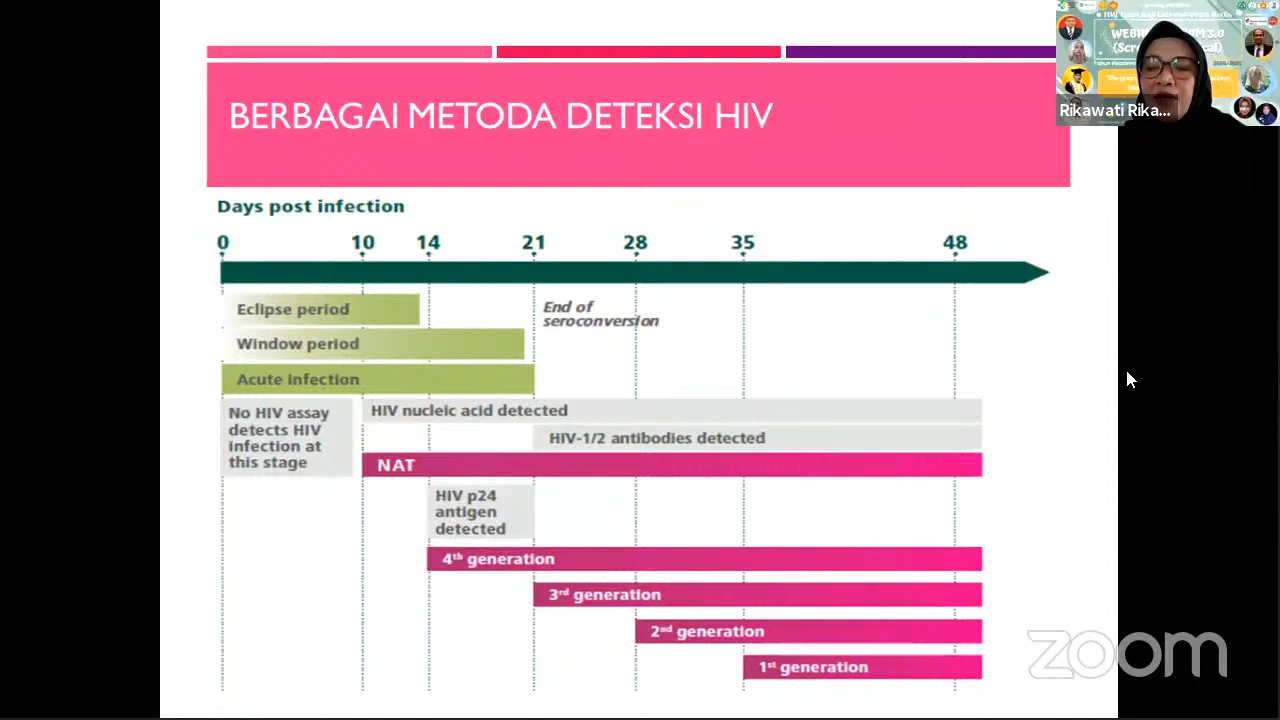 BERBAGAI METODA DETEKSI HIV
Days post infection
0 10 14 21 28 35 48
Eclipse period
End of
seroconversion
Window period
Acute infection
No HIV assay
detects HIV
infection at
this stage
HIV nucleic acid detected
HIV-1/2 antibodies detected
NAT
HIV p24
antigen
detected
4th generation
3rd generation
2nd generation
1st generation
Rikawati Rika...
zoom